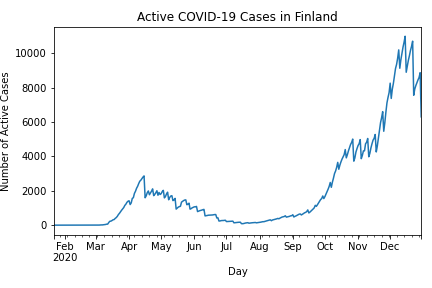 Active COVID-19 Cases in Finland
Number of Active Cases
10000
8000
6000
4000
2000
0
Feb Mar Apr May Jun Jul Aug Sep Oct Nov Dec
2020
Day